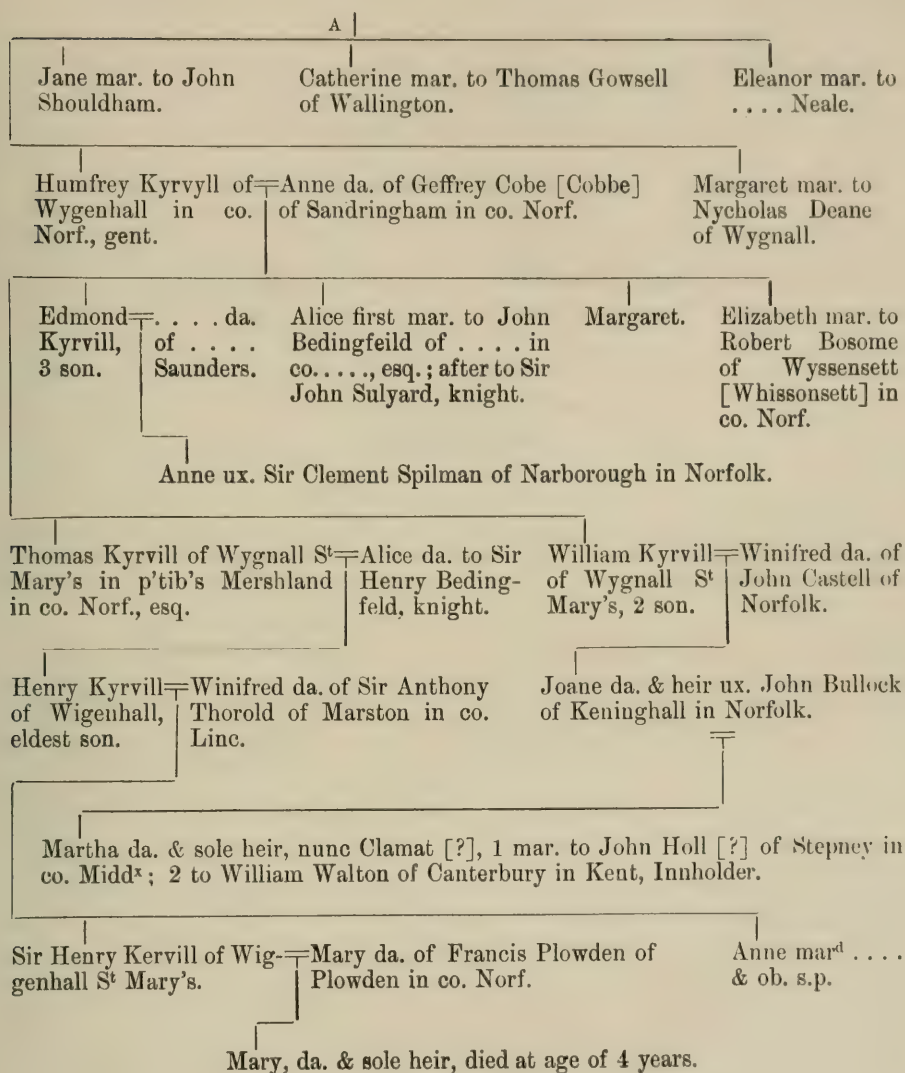 A
Jane mar. to John
Shouldham.
Catherine mar. to Thomas Gowsell
of Wallington.
Eleanor mar. to
. . . . Neale.
Humfrey Kyrvyll of
Wygenhall in co.
Norf., gent.
Anne da. of Geffrey Cobe [Cobbe]
of Sandringham in co. Norf.
Margaret mar. to
Nycholas Deane
of Wygnall.
Edmond
Kyrvill,
3 son.
. . . . da.
of . . . .
Saunders.
Alice first mar. to John
Bedingfeild of . . . . in
co....., esq.; after to Sir
John Sulyard, knight.
Margaret.
Elizabeth mar. to
Robert Bosome
of Wyssensett
[Whissonsett] in
co. Norf.
Anne ux. Sir Clement Spilman of Narborough in Norfolk.
Thomas Kyrvill of Wygnall Sᵗ
Mary's in p'tib's Mershland
in co. Norf., esq.
Alice da. to Sir
Henry Beding-
feld, knight.
William Kyrvill
of Wygnall Sᵗ
Mary's, 2 son.
Winifred da. of
John Castell of
Norfolk.
Henry Kyrvill
of Wigenhall,
eldest son.
Winifred da. of Sir Anthony
Thorold of Marston in co.
Linc.
Joane da. & heir ux. John Bullock
of Keninghall in Norfolk.
Martha da. & sole heir, nunc Clamat [?], 1 mar. to John Holl [?] of Stepney in
co. Middˣ; 2 to William Walton of Canterbury in Kent, Innholder.
Sir Henry Kervill of Wig-
genhall Sᵗ Mary's.
Mary da. of Francis Plowden of
Plowden in co. Norf.
Anne marᵈ . . . .
& ob. s.p.
Mary, da. & sole heir, died at age of 4 years.